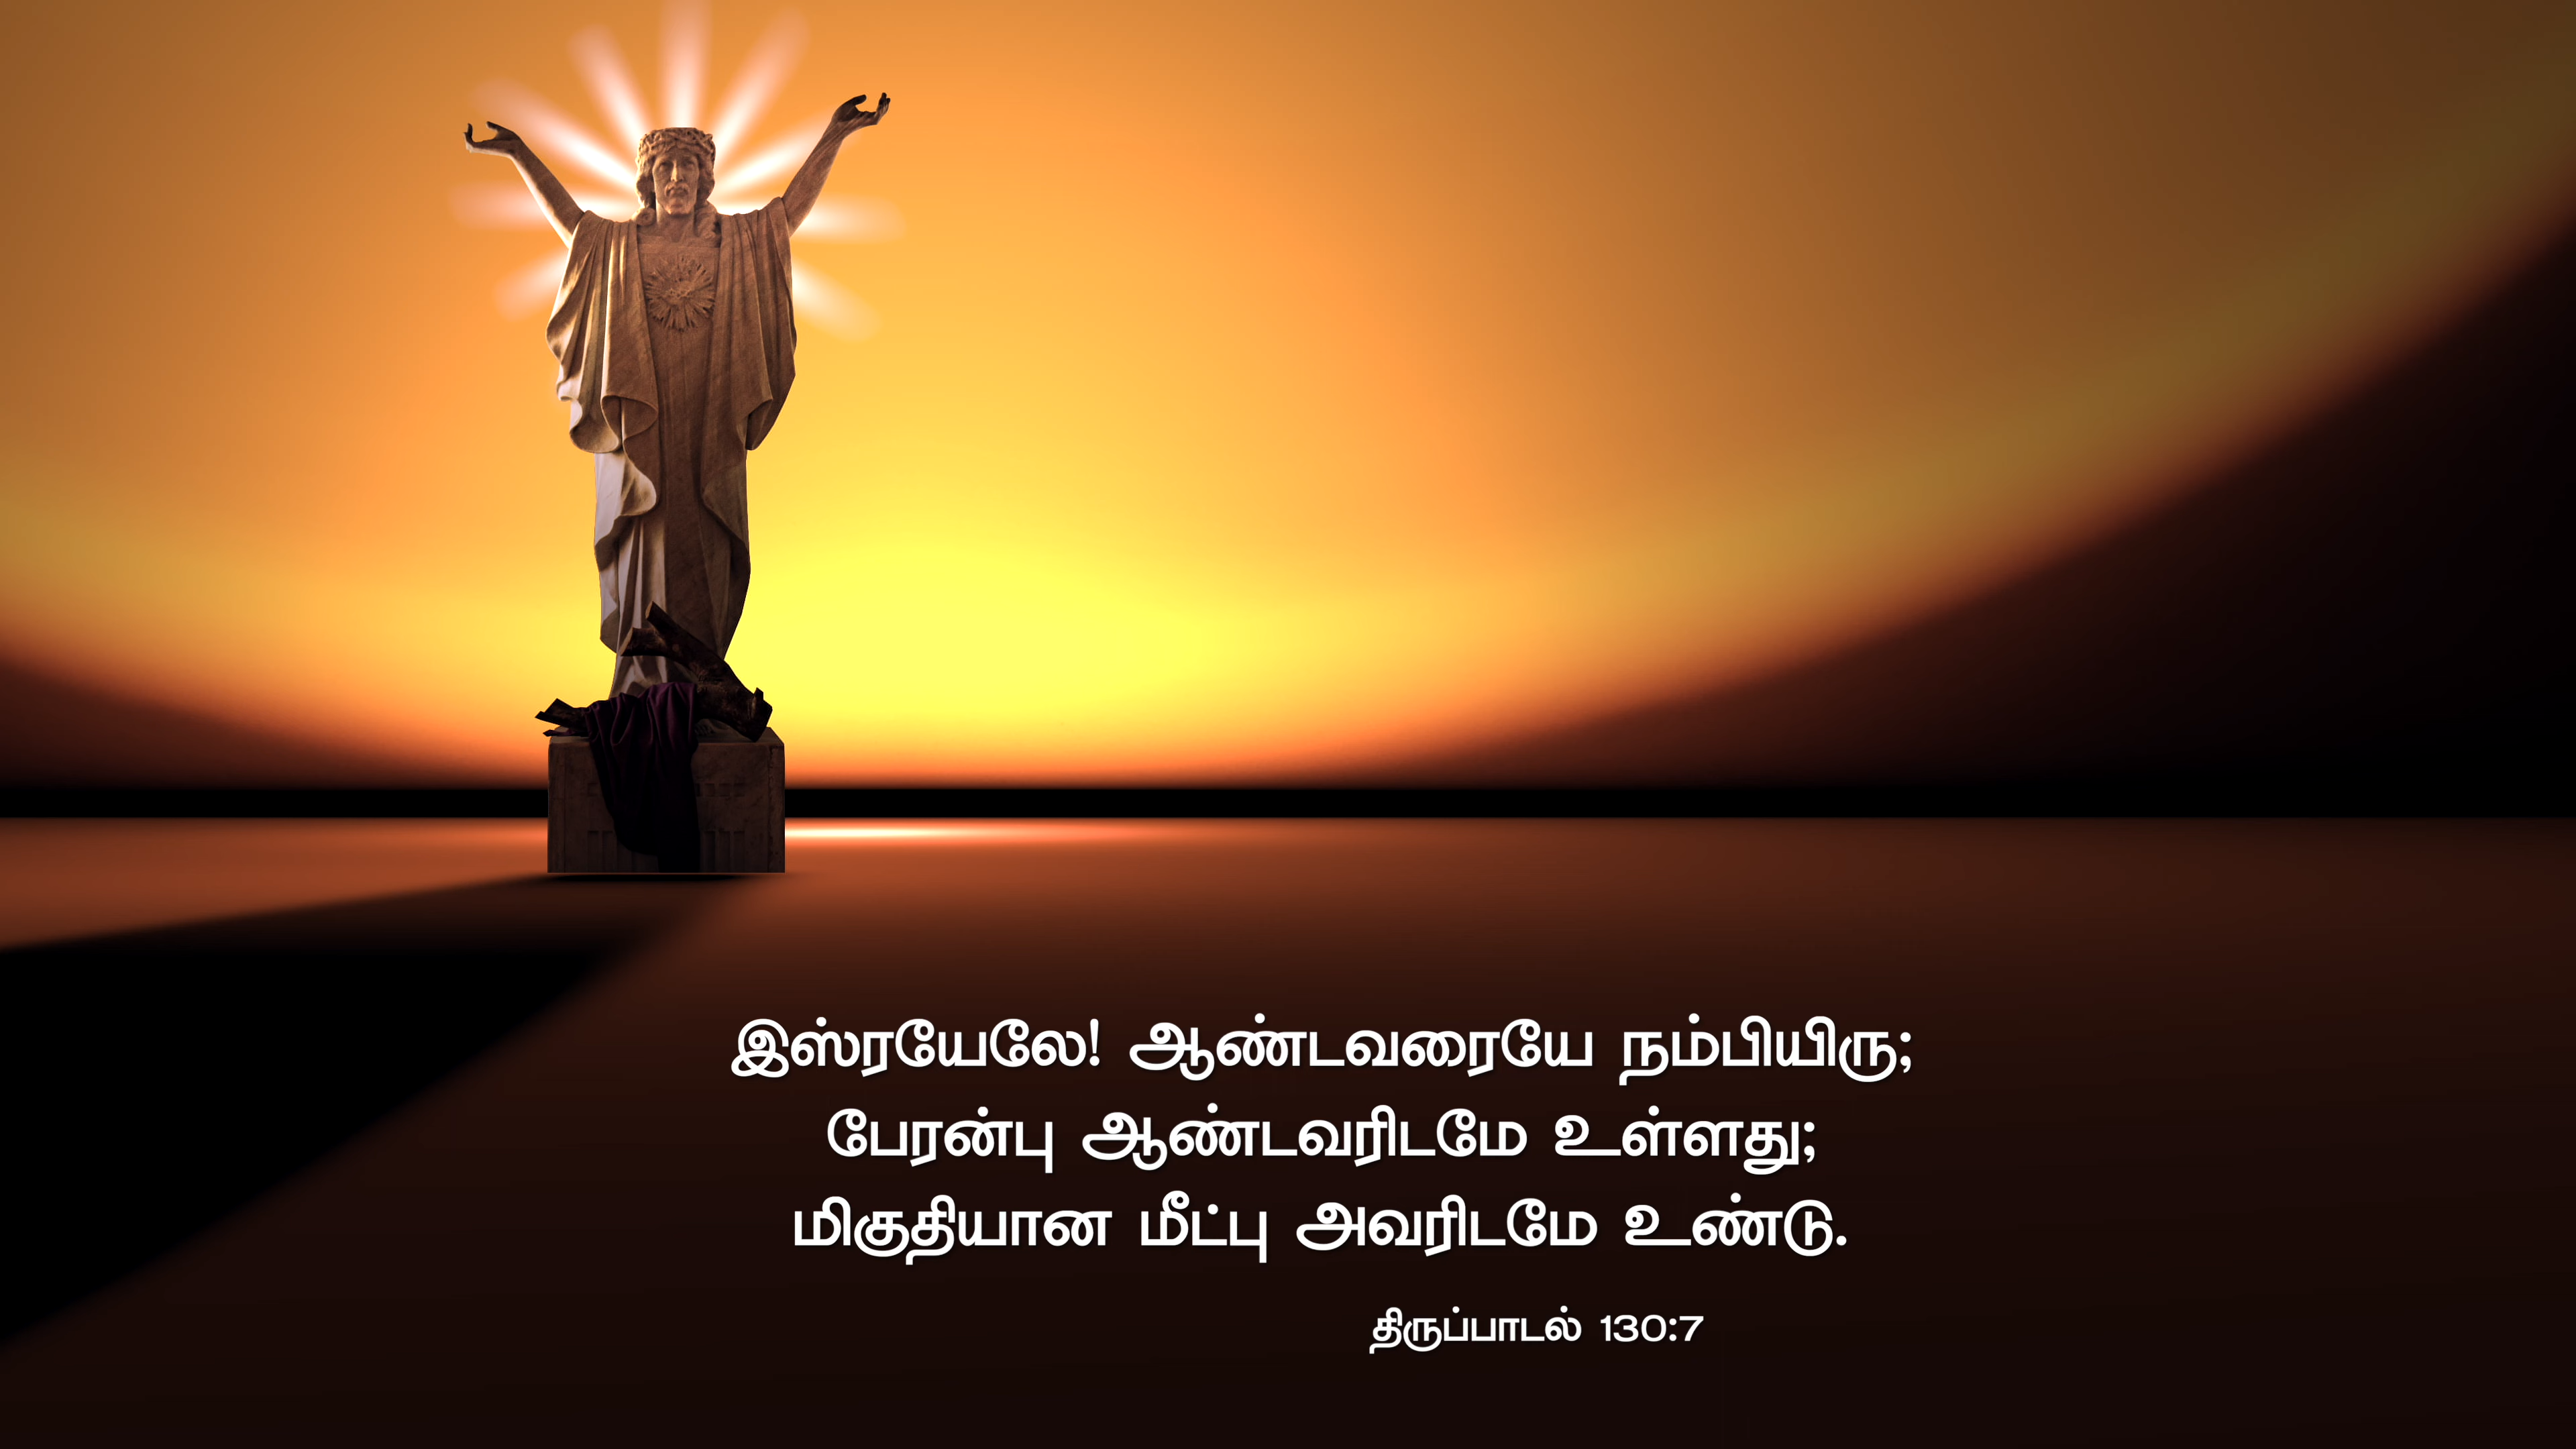 இஸ்ரயேலே! ஆண்டவரையே நம்பியிரு;
பேரன்பு ஆண்டவரிடமே உள்ளது;
மிகுதியான மீட்பு அவரிடமே உண்டு.
திருப்பாடல் 130:7